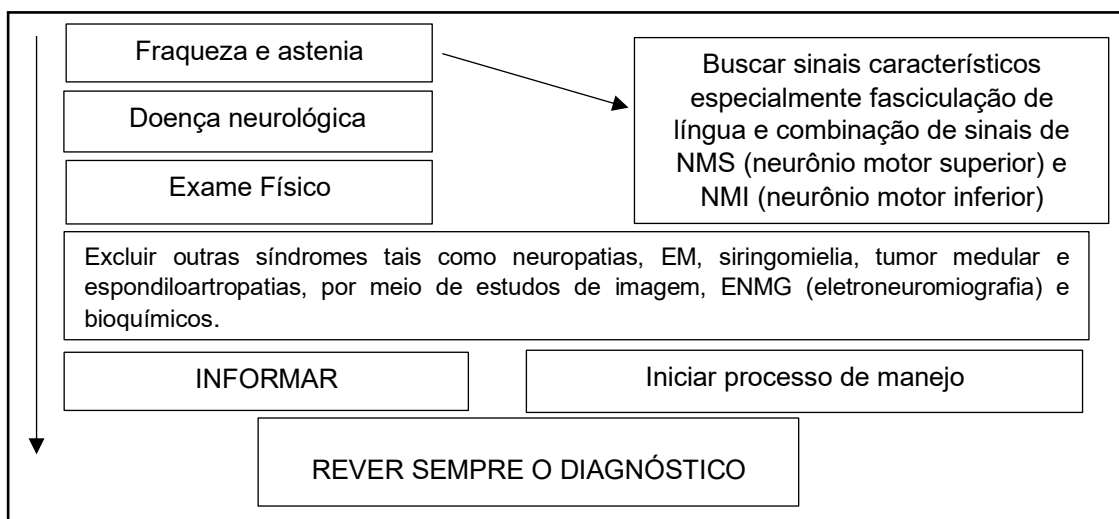 Fraqueza e astenia
Buscar sinais característicos
especialmente fasciculação de
língua e combinação de sinais de
NMS (neurônio motor superior) e
NMI (neurônio motor inferior)
Doença neurológica
Exame Físico
Excluir outras síndromes tais como neuropatias, EM, siringomielia, tumor medular e
espondiloartropatias, por meio de estudos de imagem, ENMG (eletroneuromiografia) e
bioquímicos.
INFORMAR
Iniciar processo de manejo
REVER SEMPRE O DIAGNÓSTICO